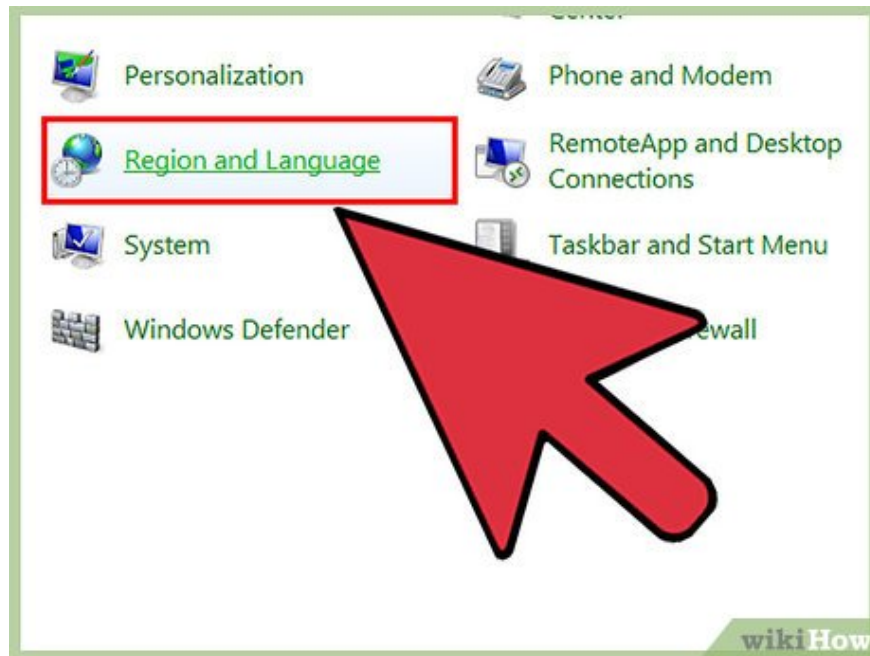 Personalization
Phone and Modem
Region and Language
RemoteApp and Desktop
Connections
System
Taskbar and Start Menu
Windows Defender
wikiHow